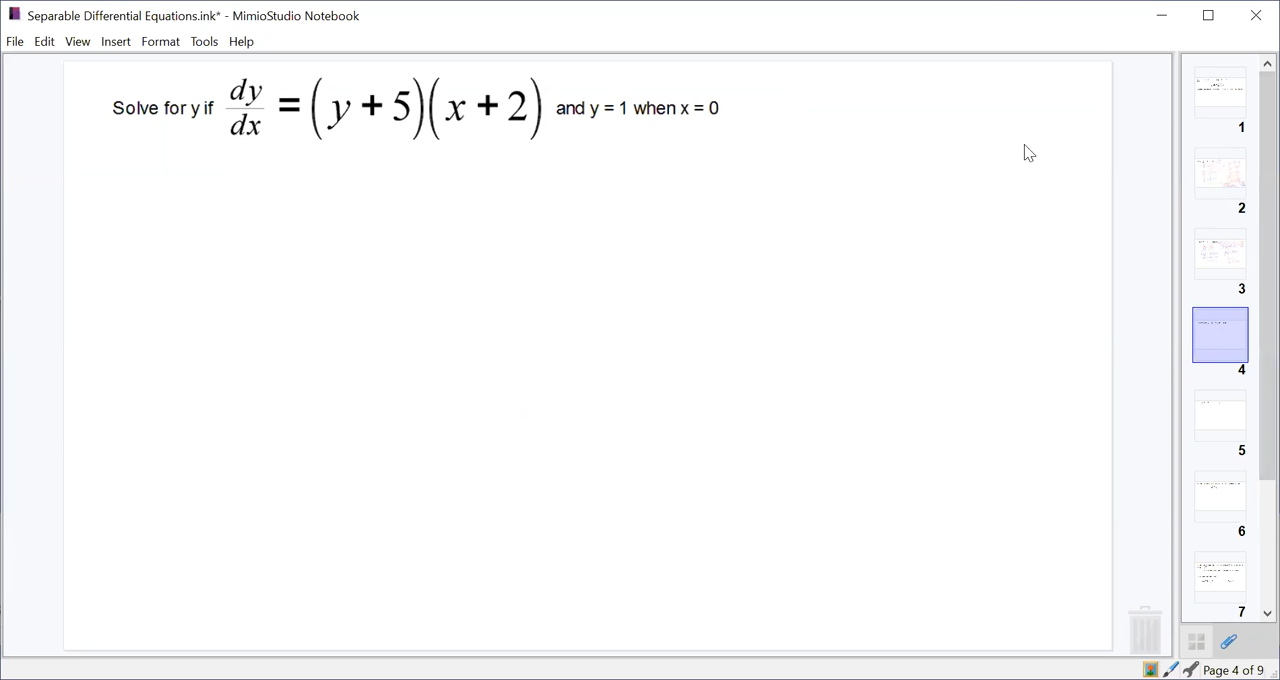 Separable Differential Equations.ink* - MimioStudio Notebook
File Edit View Insert Format Tools Help
Solve for y if dy/dx = (y + 5)(x + 2) and y = 1 when x = 0
1
2
3
4
5
6
7
Page 4 of 9